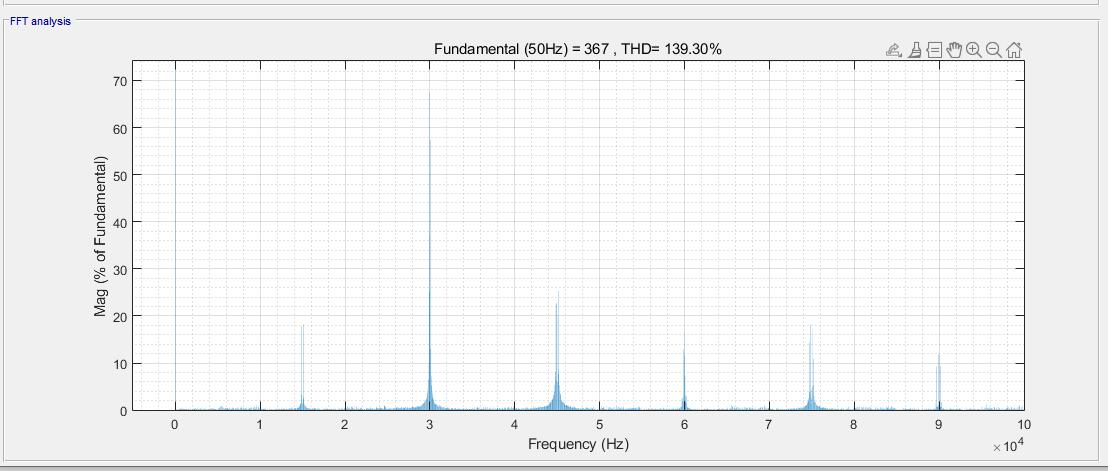 FFT analysis
Fundamental (50Hz) = 367 , THD= 139.30%
70
60
50
40
30
20
10
0
Mag (% of Fundamental)
0 1 2 3 4 5 6 7 8 9 10
Frequency (Hz)
× 10⁴